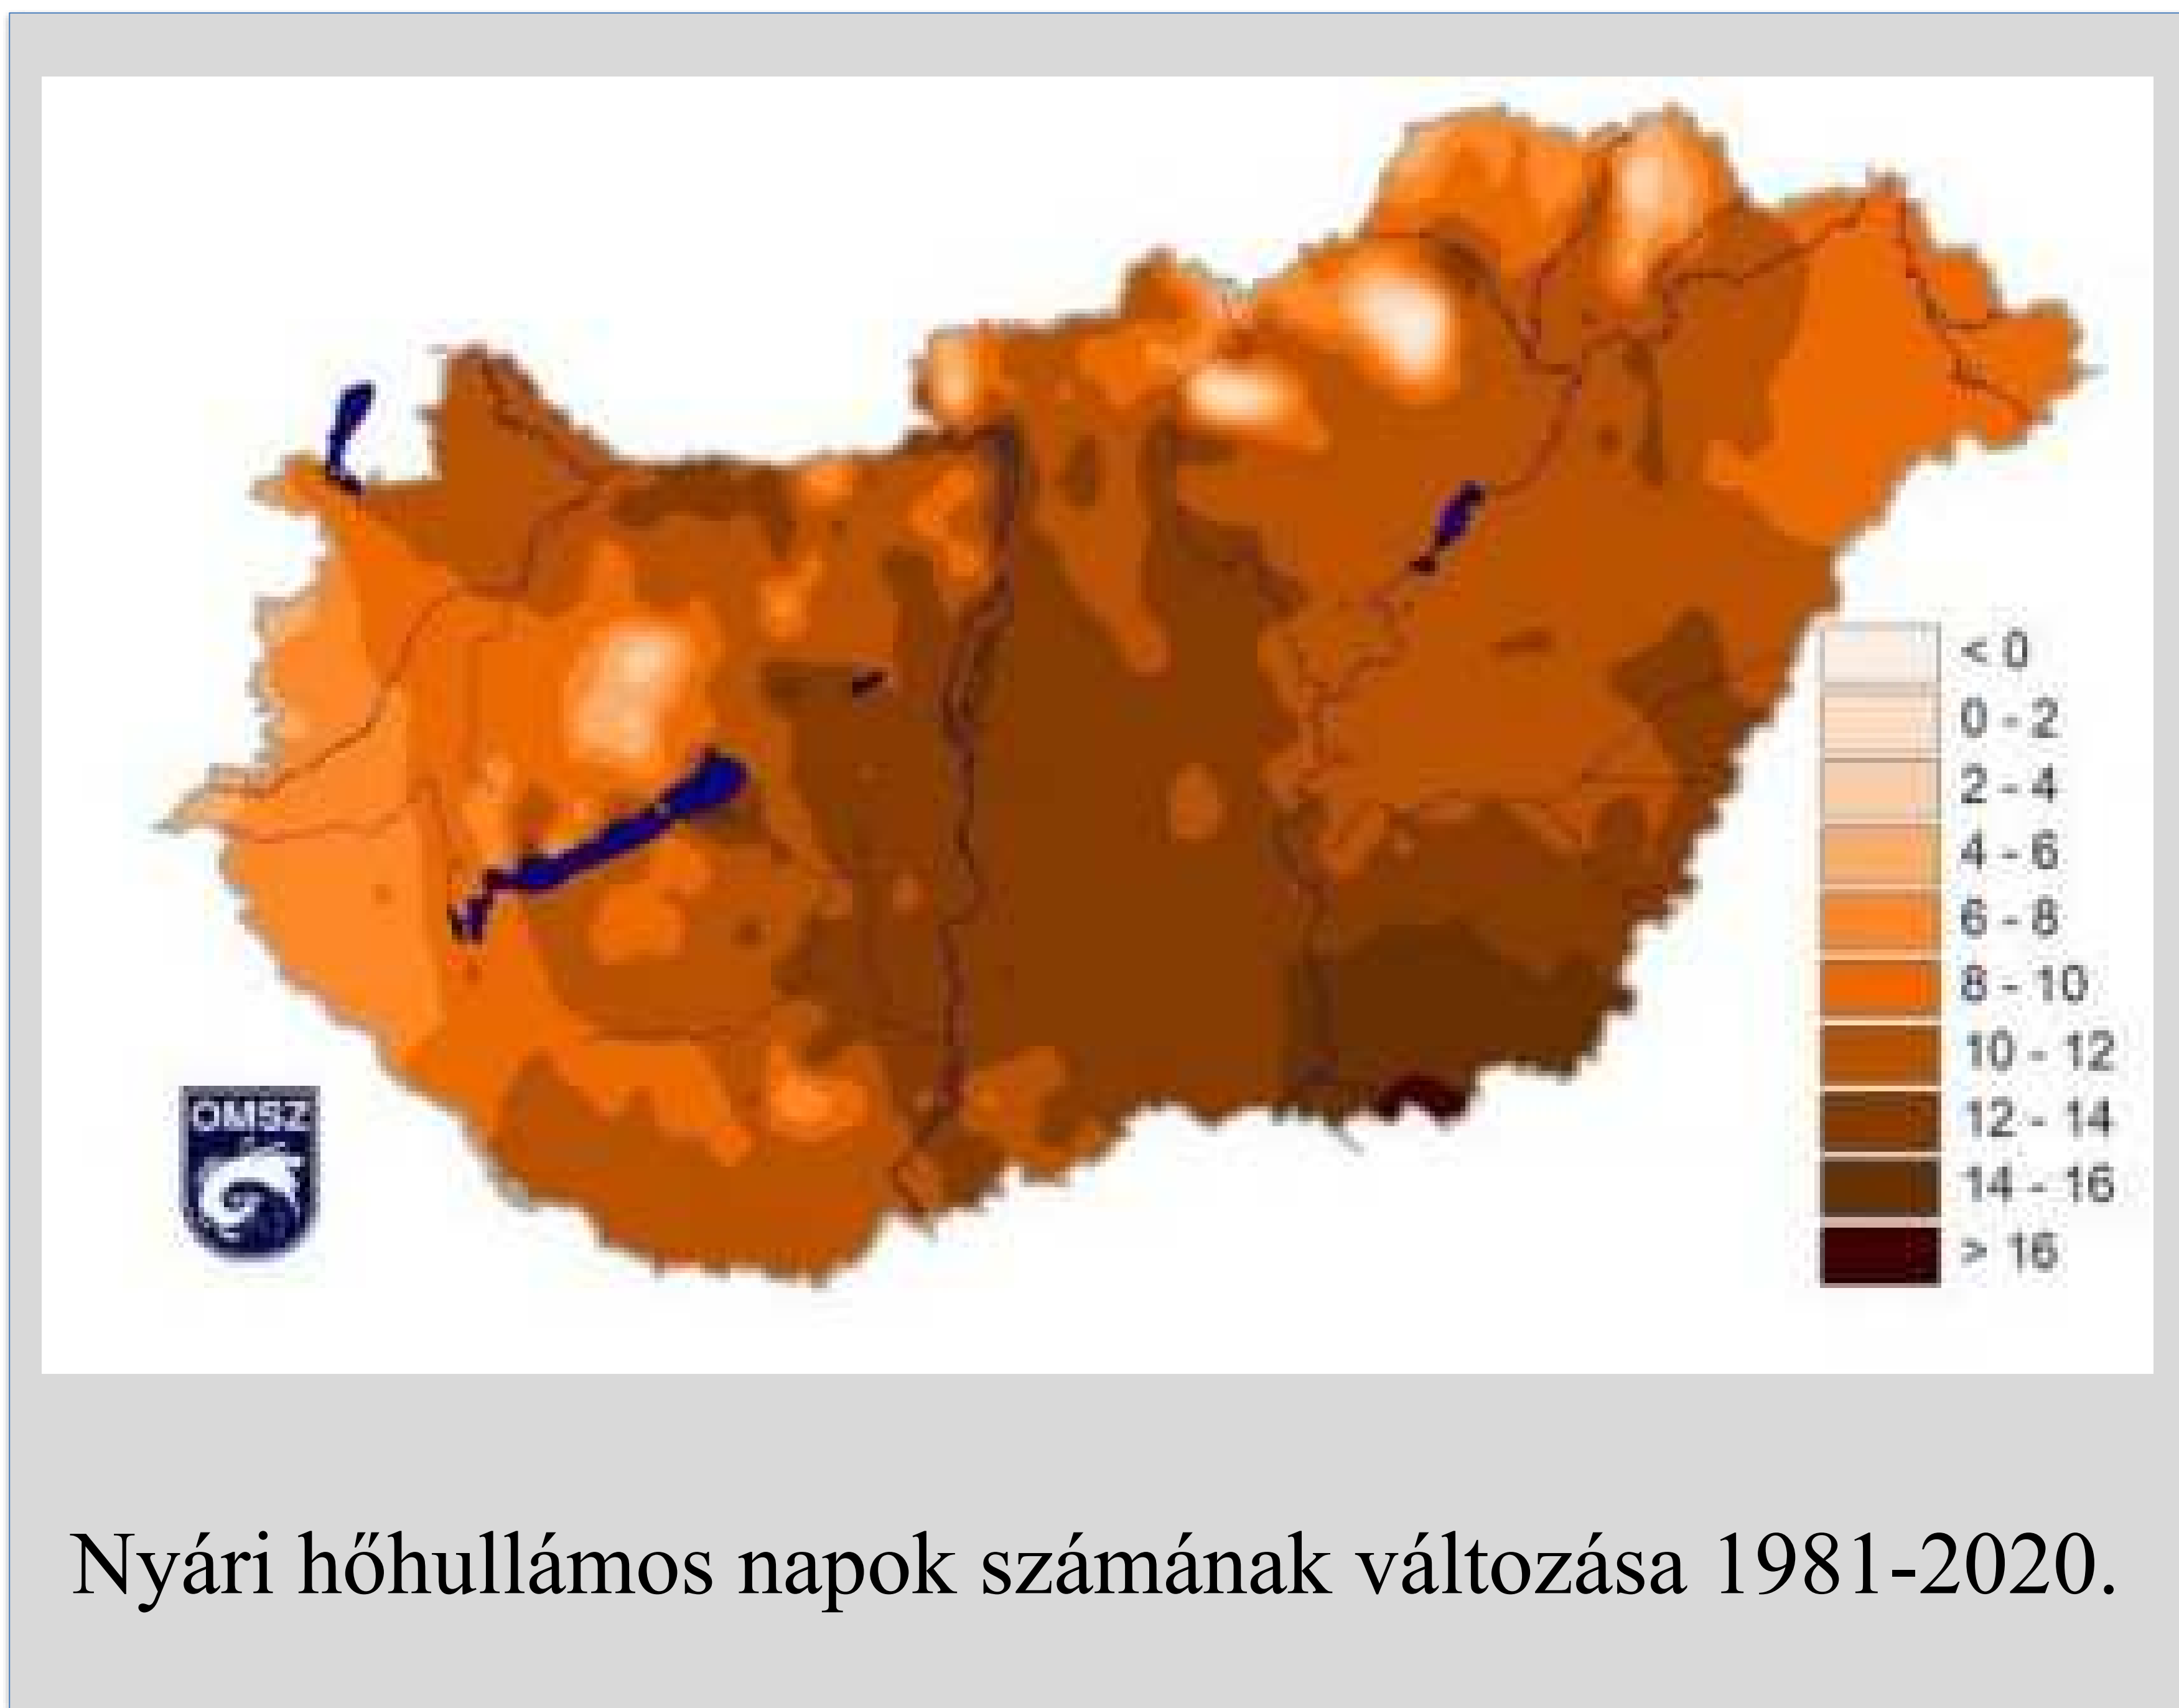 < 0
0 - 2
2 - 4
4 - 6
6 - 8
8 - 10
10 - 12
12 - 14
14 - 16
> 16
OMSZ
Nyári hőhullámos napok számának változása 1981-2020.